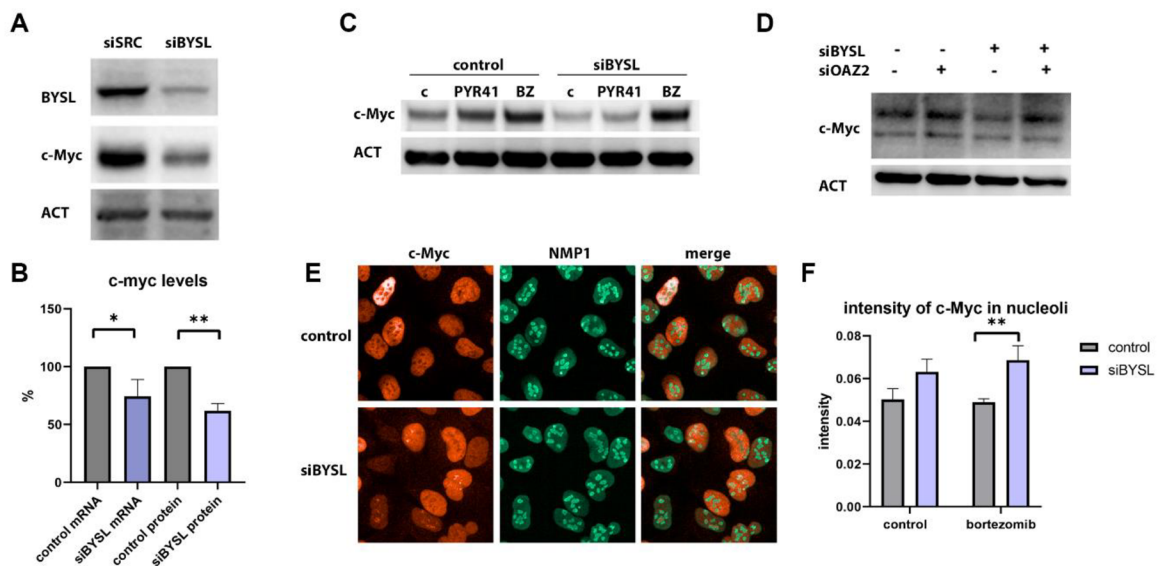 A
siSRC siBYSL
BYSL
c-Myc
ACT
B
c-myc levels
* **
150
100
50
0
%
control mRNA
siBYSL mRNA
control protein
siBYSL protein
C
control siBYSL
c PYR41 BZ c PYR41 BZ
c-Myc
ACT
D
siBYSL - - + +
siOAZ2 - + - +
c-Myc
ACT
E
c-Myc NMP1 merge
control
siBYSL
F
intensity of c-Myc in nucleoli
**
0.08
0.06
0.04
0.02
0.00
intensity
control bortezomib
control
siBYSL